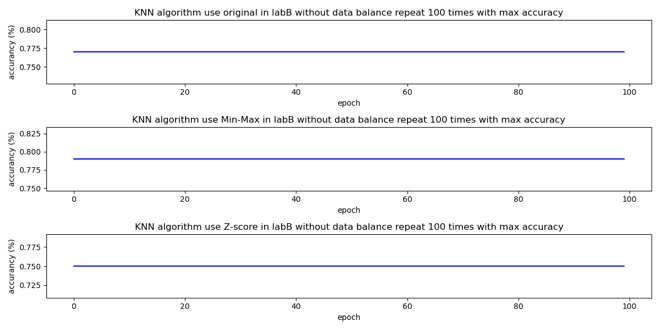 KNN algorithm use original in labB without data balance repeat 100 times with max accuracy
accurancy (%)
0.800
0.775
0.750
0 20 40 60 80 100
epoch
KNN algorithm use Min-Max in labB without data balance repeat 100 times with max accuracy
accurancy (%)
0.825
0.800
0.775
0.750
0 20 40 60 80 100
epoch
KNN algorithm use Z-score in labB without data balance repeat 100 times with max accuracy
accurancy (%)
0.775
0.750
0.725
0 20 40 60 80 100
epoch